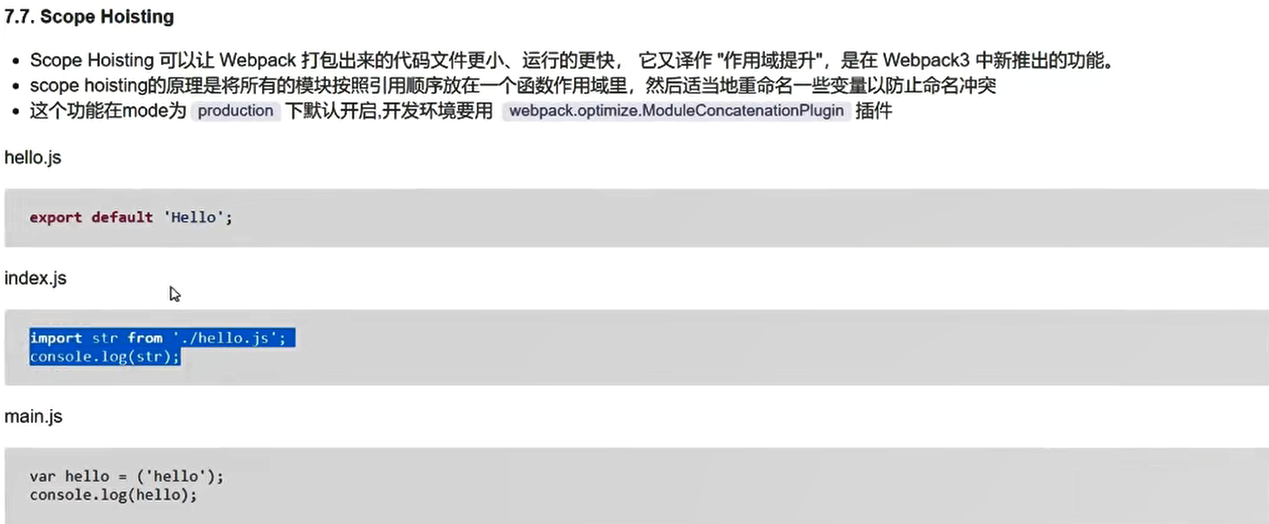 7.7. Scope Hoisting
Scope Hoisting 可以让 Webpack 打包出来的代码文件更小、运行的更快， 它又译作 "作用域提升"，是在 Webpack3 中新推出的功能。
scope hoisting的原理是将所有的模块按照引用顺序放在一个函数作用域里，然后适当地重命名一些变量以防止命名冲突
这个功能在mode为 production 下默认开启,开发环境要用 webpack.optimize.ModuleConcatenationPlugin 插件
hello.js
export default 'Hello';
index.js
import str from './hello.js';
console.log(str);
main.js
var hello = ('hello');
console.log(hello);